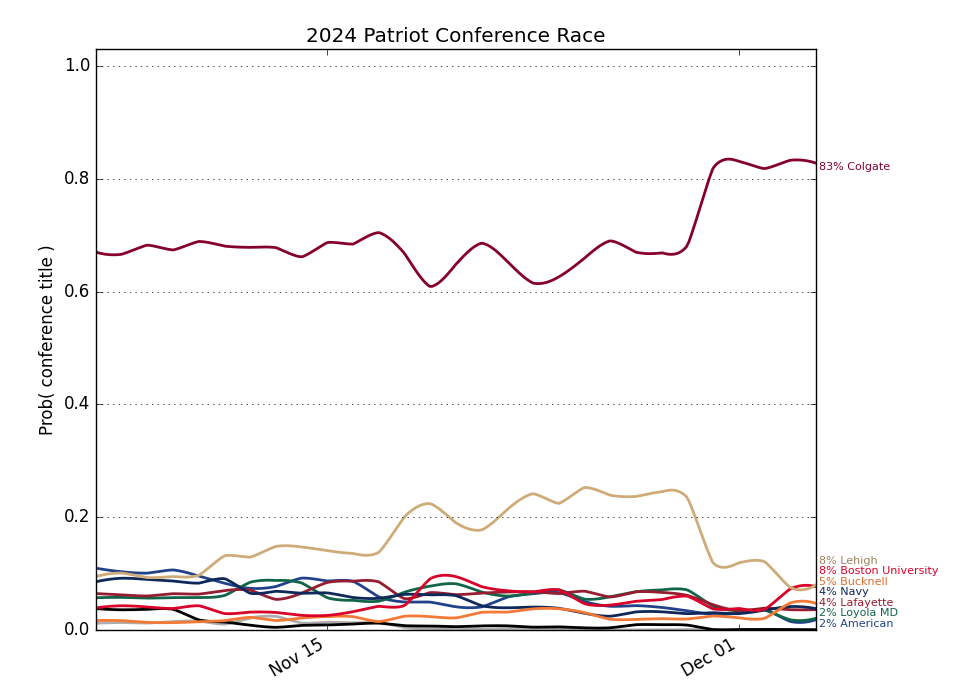 2024 Patriot Conference Race
Prob( conference title )
1.0
0.8
0.6
0.4
0.2
0.0
Nov 15
Dec 01
83% Colgate
8% Lehigh
8% Boston University
5% Bucknell
4% Navy
4% Lafayette
2% Loyola MD
2% American